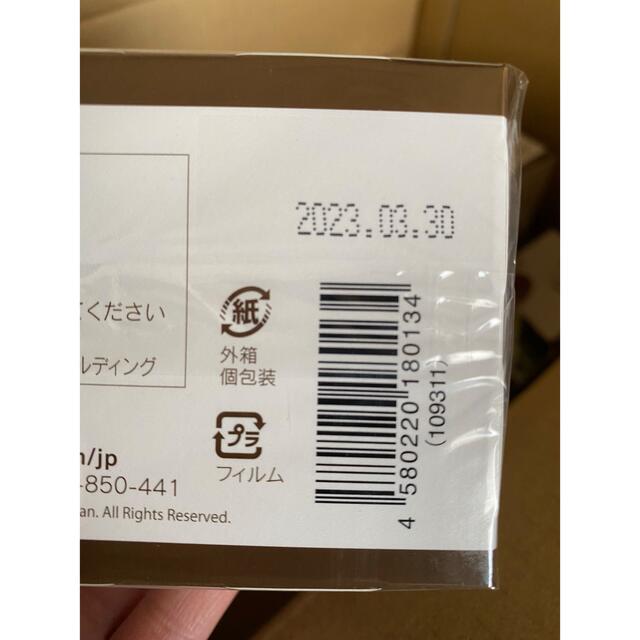 2023.03.30
てください
ルディング
紙
外箱
個包装
プラ
フィルム
4 580220 180134
(109311)
/jp
-850-441
an. All Rights Reserved.